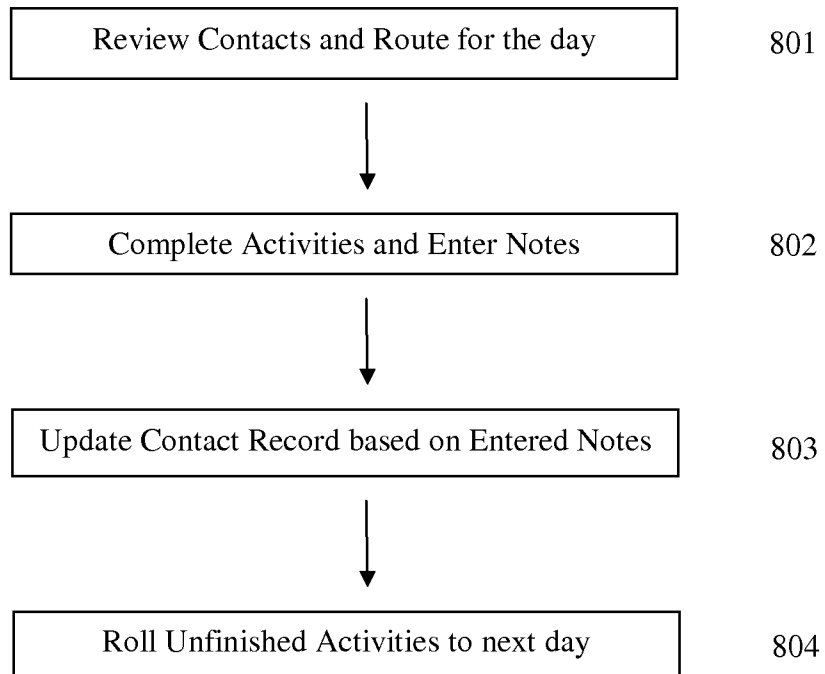 Review Contacts and Route for the day 801
Complete Activities and Enter Notes 802
Update Contact Record based on Entered Notes 803
Roll Unfinished Activities to next day 804